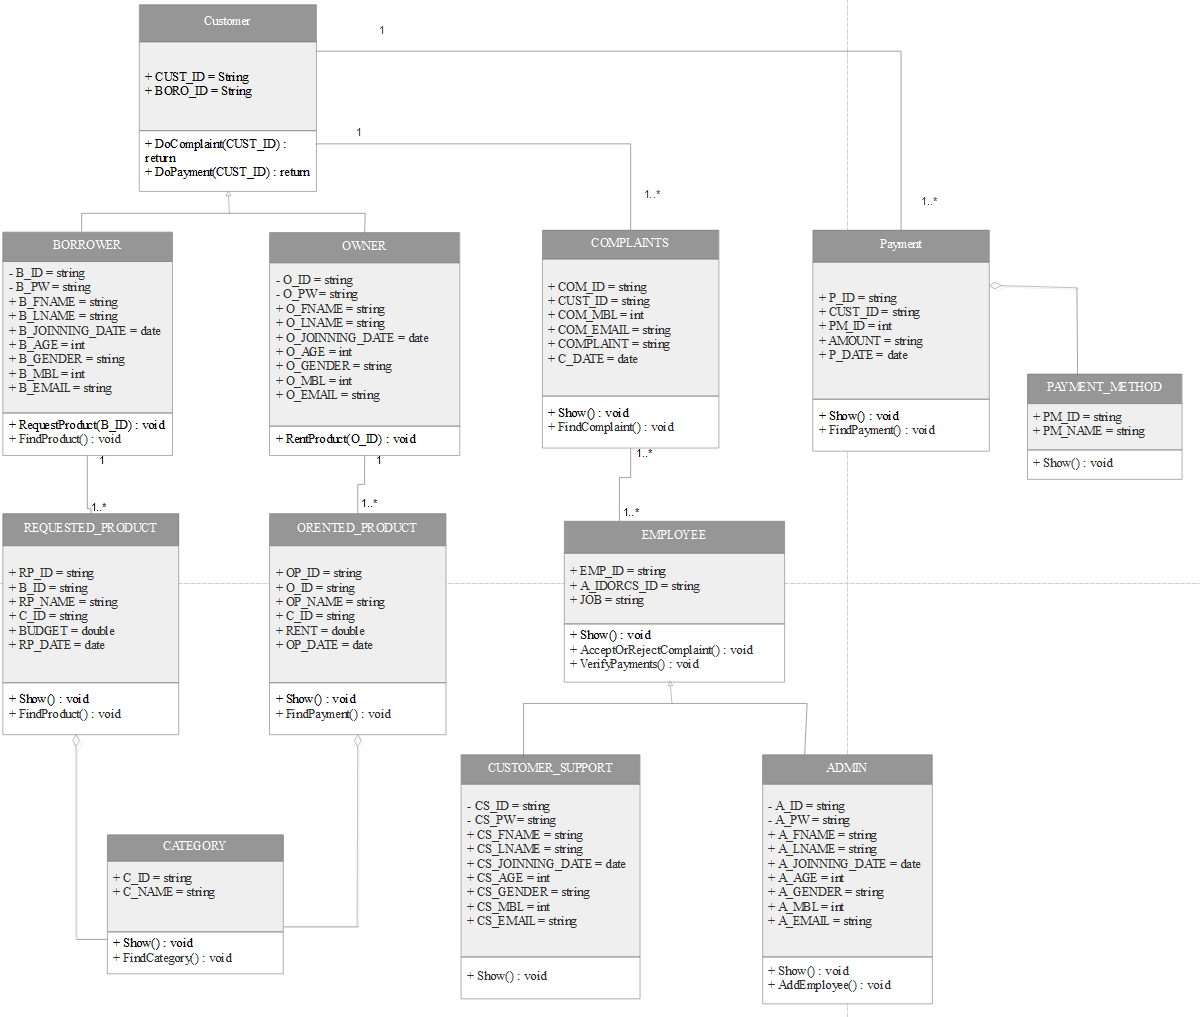 Customer
+ CUST_ID = String
+ BORO_ID = String
+ DoComplaint(CUST_ID) :
return
+ DoPayment(CUST_ID) : return
1
1
1..*
1..*
BORROWER
- B_ID = string
- B_PW = string
+ B_FNAME = string
+ B_LNAME = string
+ B_JOINNING_DATE = date
+ B_AGE = int
+ B_GENDER = string
+ B_MBL = int
+ B_EMAIL = string
+ RequestProduct(B_ID) : void
+ FindProduct() : void
OWNER
- O_ID = string
- O_PW = string
+ O_FNAME = string
+ O_LNAME = string
+ O_JOINNING_DATE = date
+ O_AGE = int
+ O_GENDER = string
+ O_MBL = int
+ O_EMAIL = string
+ RentProduct(O_ID) : void
COMPLAINTS
+ COM_ID = string
+ CUST_ID = string
+ COM_MBL = int
+ COM_EMAIL = string
+ COMPLAINT = string
+ C_DATE = date
+ Show() : void
+ FindComplaint() : void
Payment
+ P_ID = string
+ CUST_ID = string
+ PM_ID = int
+ AMOUNT = string
+ P_DATE = date
+ Show() : void
+ FindPayment() : void
PAYMENT_METHOD
+ PM_ID = string
+ PM_NAME = string
+ Show() : void
1
1..*
1
1..*
1..*
1..*
REQUESTED_PRODUCT
+ RP_ID = string
+ B_ID = string
+ RP_NAME = string
+ C_ID = string
+ BUDGET = double
+ RP_DATE = date
+ Show() : void
+ FindProduct() : void
ORENTED_PRODUCT
+ OP_ID = string
+ O_ID = string
+ OP_NAME = string
+ C_ID = string
+ RENT = double
+ OP_DATE = date
+ Show() : void
+ FindPayment() : void
EMPLOYEE
+ EMP_ID = string
+ A_IDORCS_ID = string
+ JOB = string
+ Show() : void
+ AcceptOrRejectComplaint() : void
+ VerifyPayments() : void
CATEGORY
+ C_ID = string
+ C_NAME = string
+ Show() : void
+ FindCategory() : void
CUSTOMER_SUPPORT
- CS_ID = string
- CS_PW = string
+ CS_FNAME = string
+ CS_LNAME = string
+ CS_JOINNING_DATE = date
+ CS_AGE = int
+ CS_GENDER = string
+ CS_MBL = int
+ CS_EMAIL = string
+ Show() : void
ADMIN
- A_ID = string
- A_PW = string
+ A_FNAME = string
+ A_LNAME = string
+ A_JOINNING_DATE = date
+ A_AGE = int
+ A_GENDER = string
+ A_MBL = int
+ A_EMAIL = string
+ Show() : void
+ AddEmployee() : void